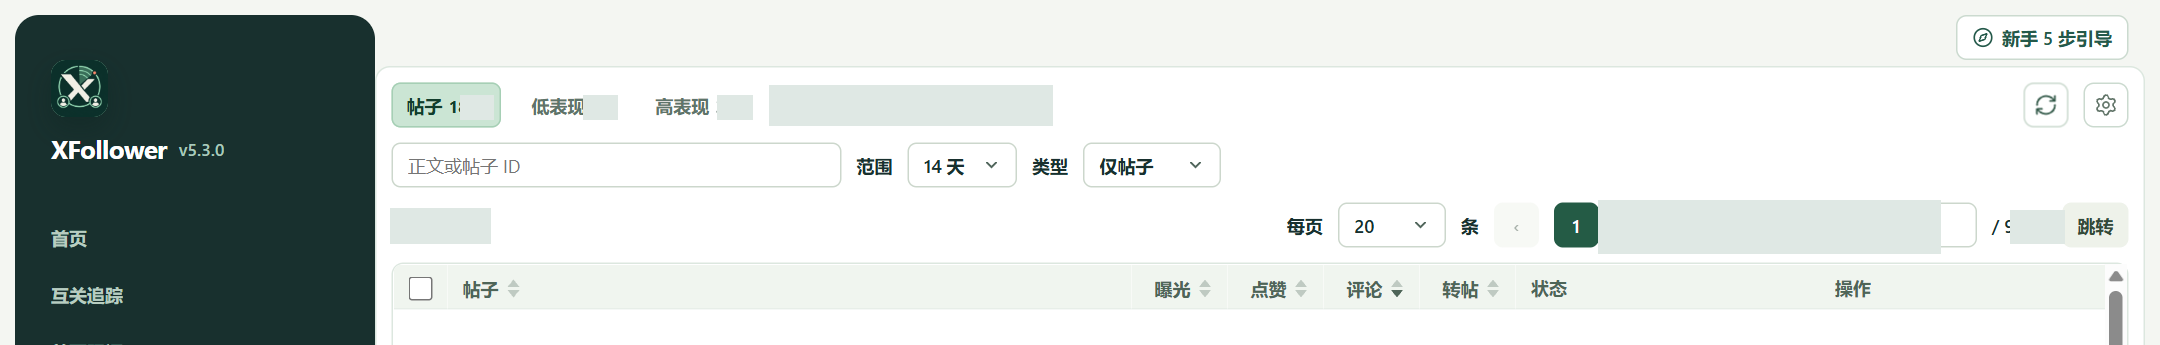 新手 5 步引导
帖子 低表现 高表现
XFollower v5.3.0
正文或帖子 ID 范围 14 天 类型 仅帖子
首页
每页 20 条 ‹ 1 / 跳转
互关追踪
帖子 曝光 点赞 评论 转帖 状态 操作